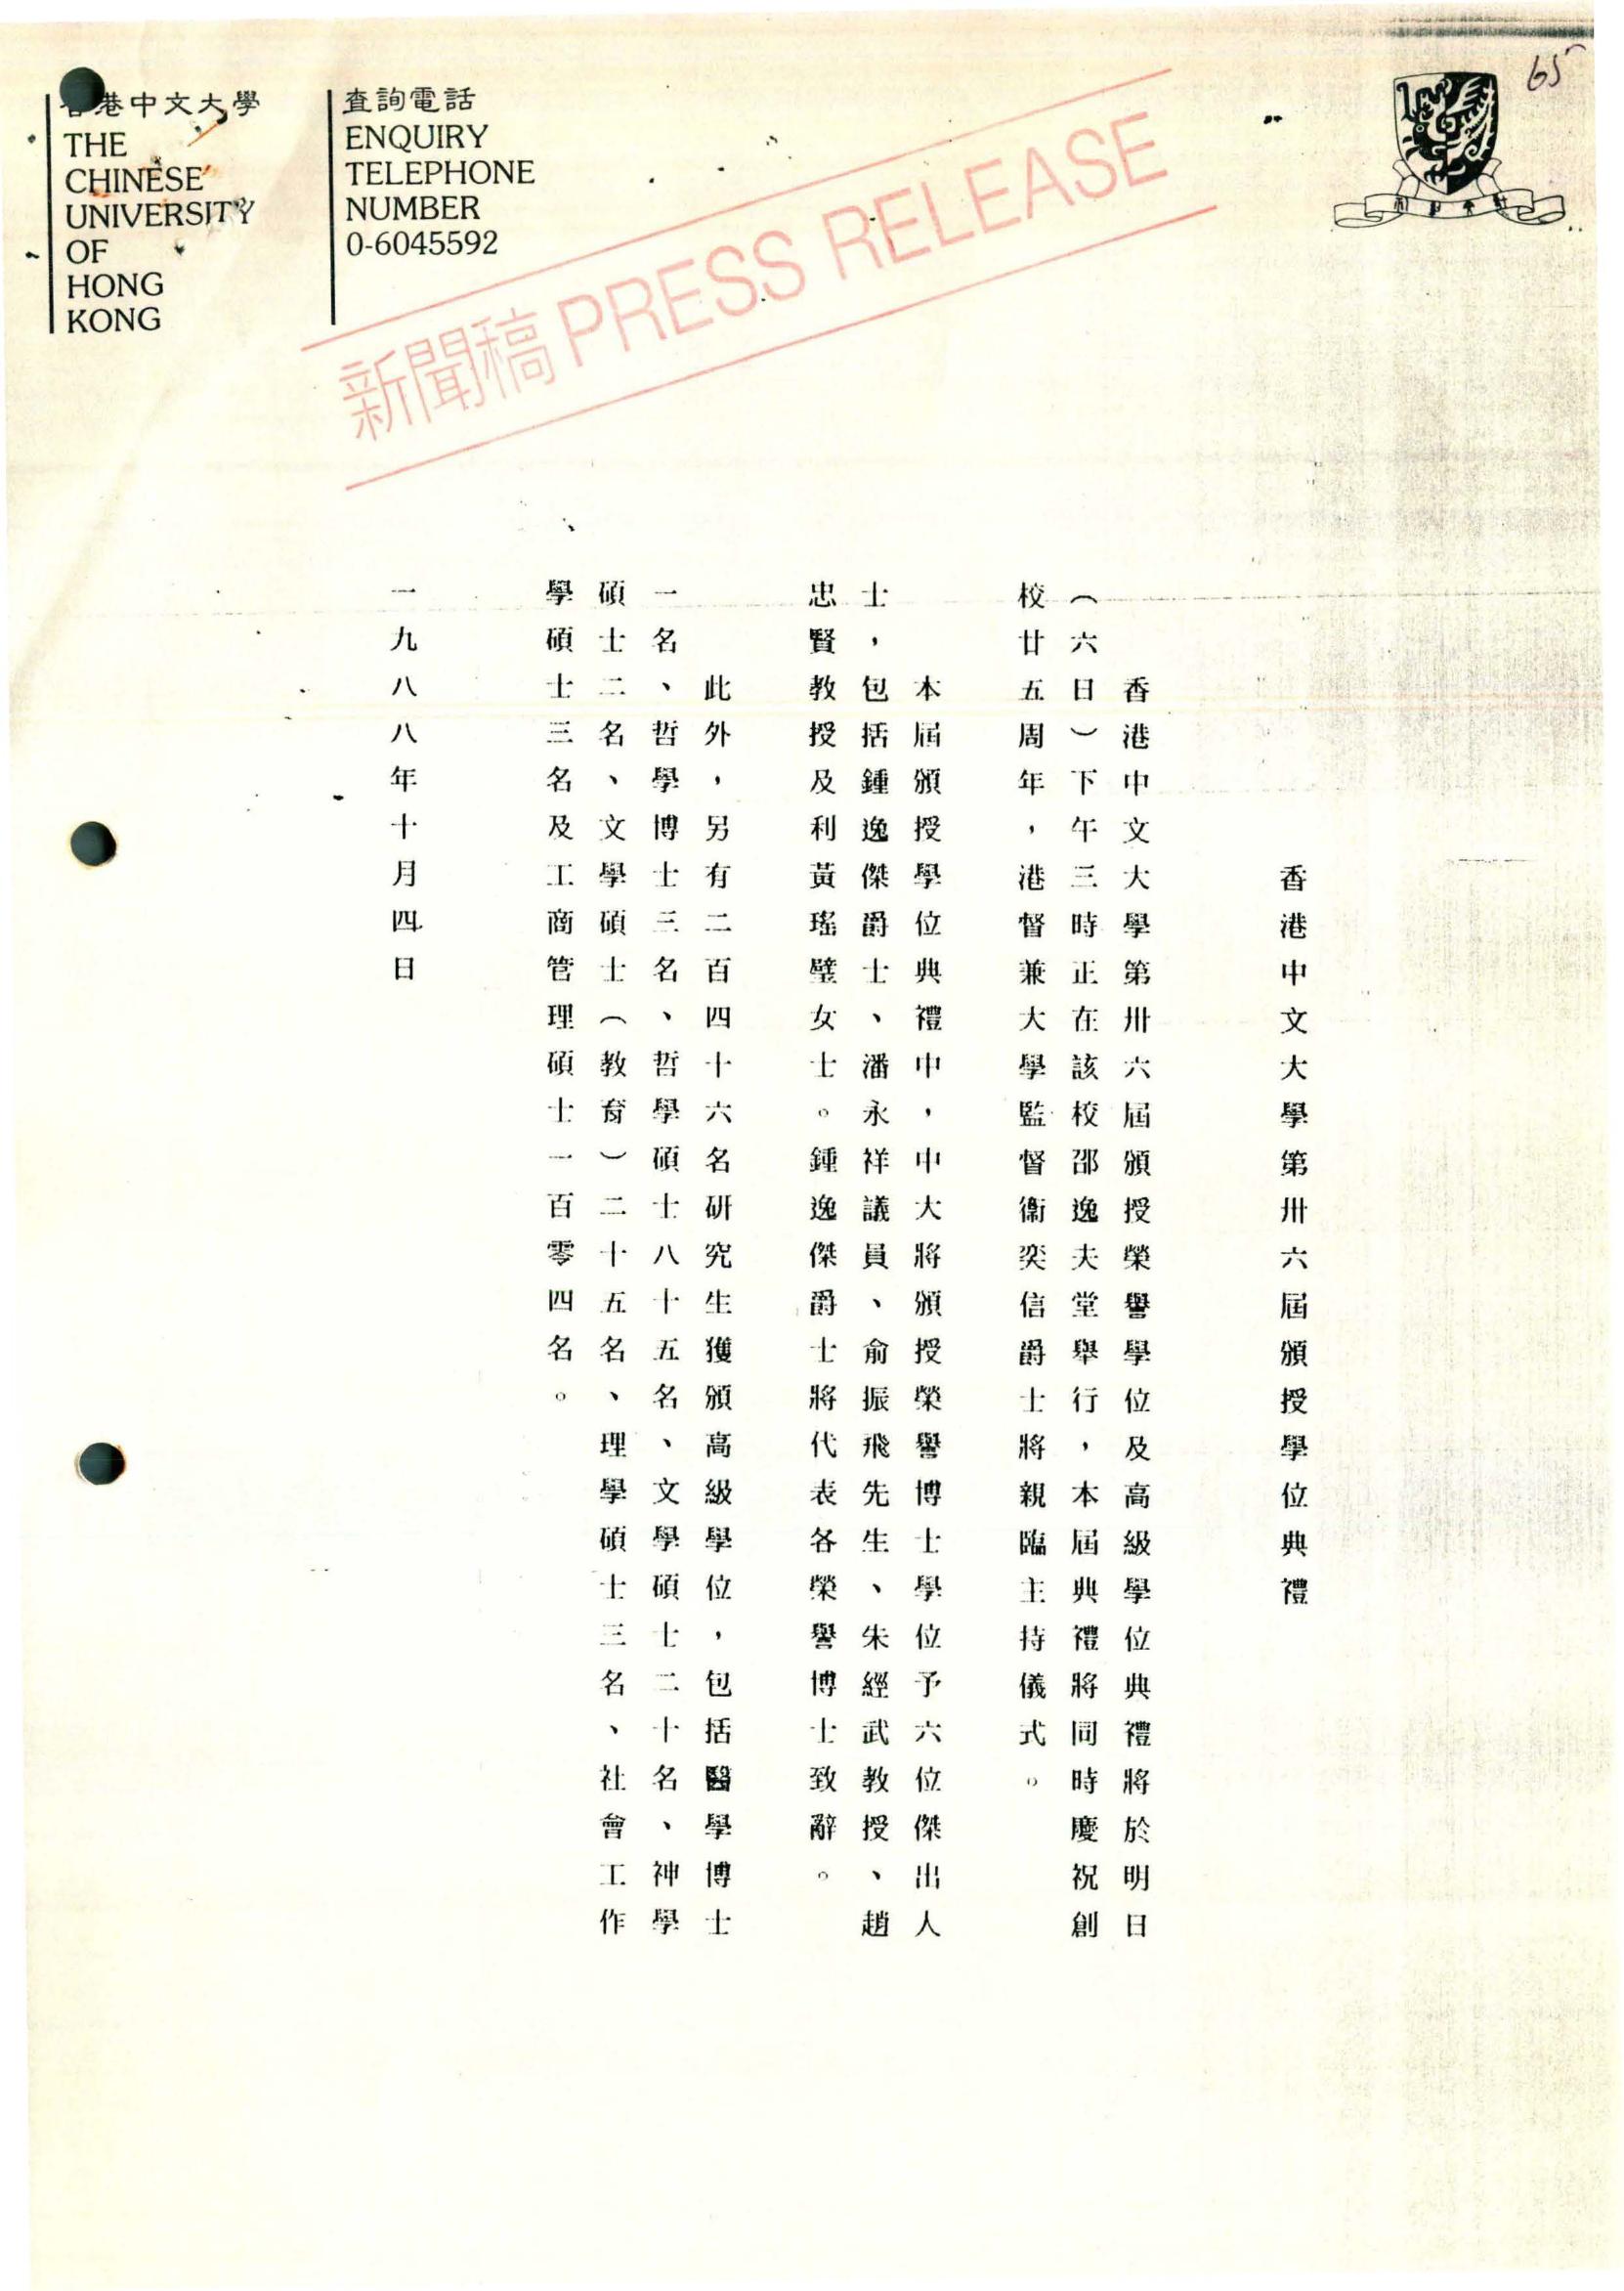 65
香港中文大學
THE
CHINESE
UNIVERSITY
OF
HONG
KONG
查詢電話
ENQUIRY
TELEPHONE
NUMBER
0-6045592
新聞稿 PRESS RELEASE
香港中文大學第卅六屆頒授學位典禮
香港中文大學第卅六屆頒授榮譽學位及高級學位典禮將於明日
（六日）下午三時正在該校邵逸夫堂舉行，本屆典禮將同時慶祝創
校廿五周年，港督兼大學監督衞奕信爵士將親臨主持儀式。
本屆頒授學位典禮中，中大將頒授榮譽博士學位予六位傑出人
士，包括鍾逸傑爵士、潘永祥議員、俞振飛先生、朱經武教授、趙
忠賢教授及利黃瑤璧女士。鍾逸傑爵士將代表各榮譽博士致辭。
此外，另有二百四十六名研究生獲頒高級學位，包括醫學博士
一名、哲學博士三名、哲學碩士八十五名、文學碩士二十名、神學
碩士二名、文學碩士（教育）二十五名、理學碩士三名、社會工作
學碩士三名及工商管理碩士一百零四名。
一九八八年十月四日